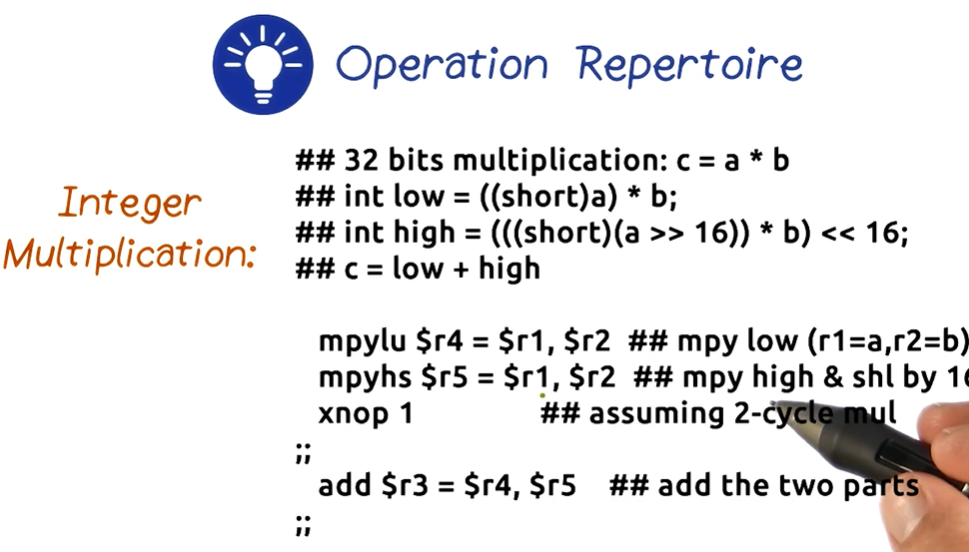 Operation Repertoire
Integer
Multiplication:
## 32 bits multiplication: c = a * b
## int low = ((short)a) * b;
## int high = (((short)(a >> 16)) * b) << 16;
## c = low + high
mpylu $r4 = $r1, $r2 ## mpy low (r1=a,r2=b)
mpyhs $r5 = $r1, $r2 ## mpy high & shl by
xnop 1 ## assuming 2-cycle mul
;;
add $r3 = $r4, $r5 ## add the two parts
;;